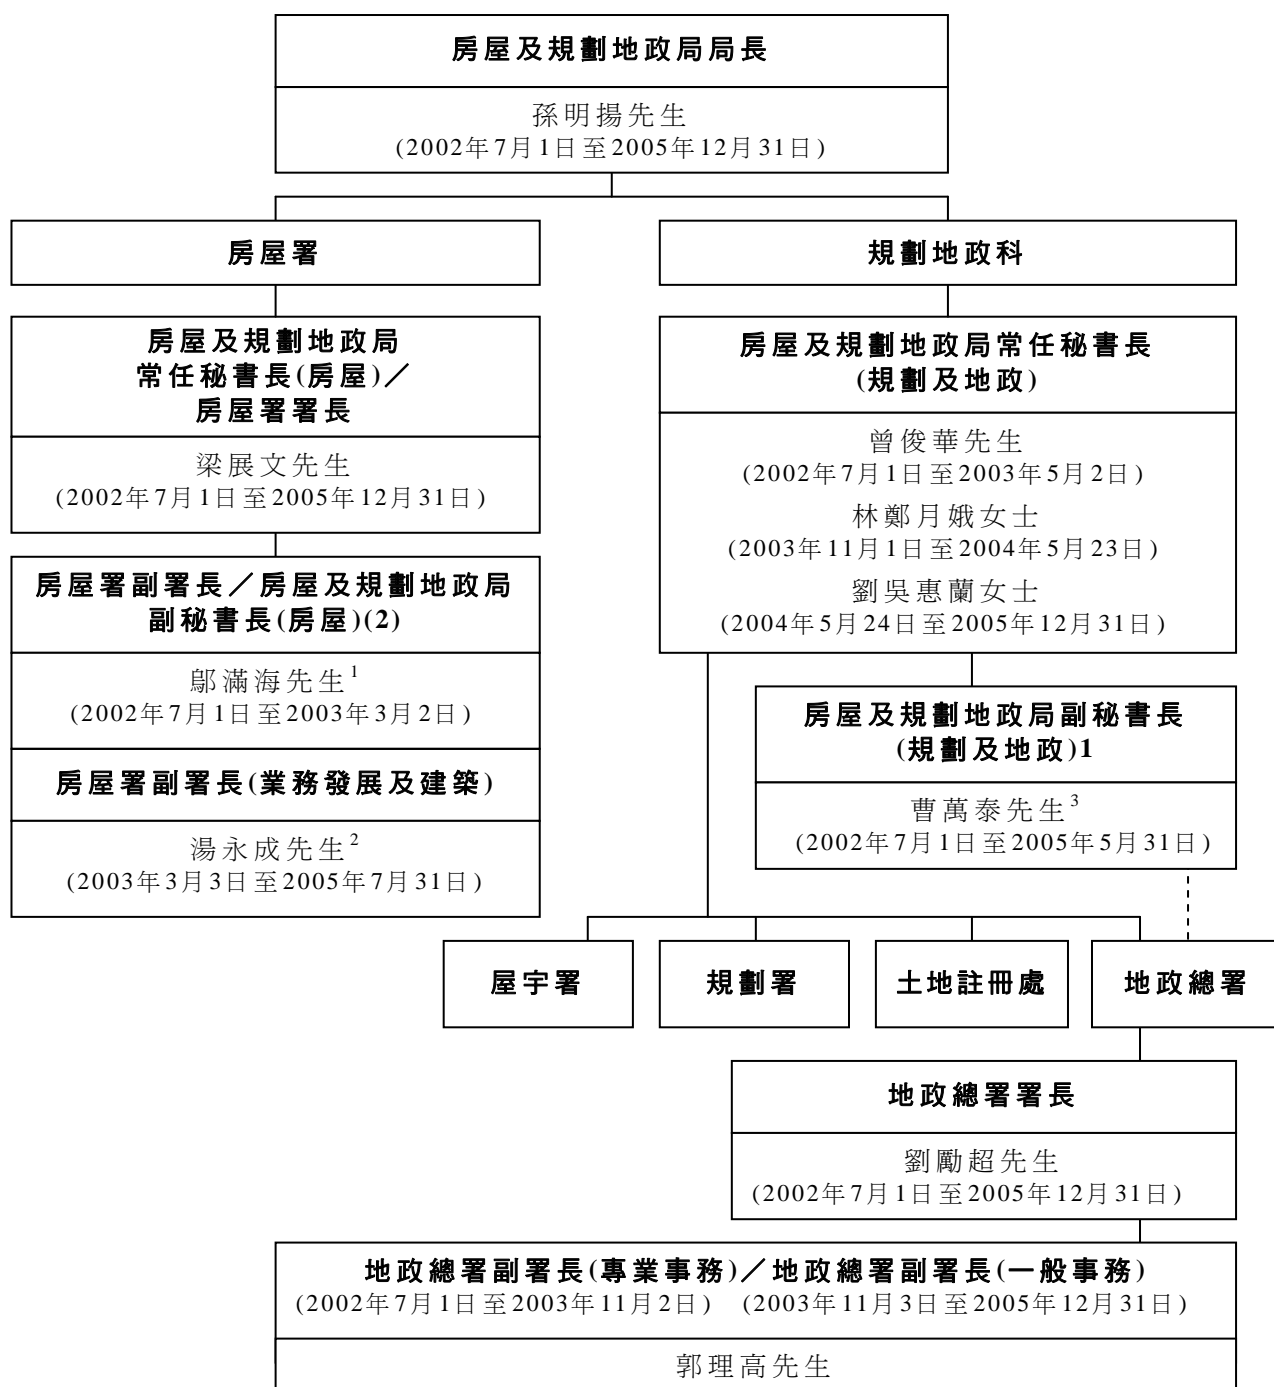 房屋及規劃地政局局長
孫明揚先生
(2002年7月1日至2005年12月31日)
房屋署
規劃地政科
房屋及規劃地政局
常任秘書長(房屋)／
房屋署署長
梁展文先生
(2002年7月1日至2005年12月31日)
房屋署副署長／房屋及規劃地政局
副秘書長(房屋)(2)
鄔滿海先生1
(2002年7月1日至2003年3月2日)
房屋署副署長(業務發展及建築)
湯永成先生2
(2003年3月3日至2005年7月31日)
房屋及規劃地政局常任秘書長
(規劃及地政)
曾俊華先生
(2002年7月1日至2003年5月2日)
林鄭月娥女士
(2003年11月1日至2004年5月23日)
劉吳惠蘭女士
(2004年5月24日至2005年12月31日)
房屋及規劃地政局副秘書長
(規劃及地政)1
曹萬泰先生3
(2002年7月1日至2005年5月31日)
屋宇署
規劃署
土地註冊處
地政總署
地政總署署長
劉勵超先生
(2002年7月1日至2005年12月31日)
地政總署副署長(專業事務)／地政總署副署長(一般事務)
(2002年7月1日至2003年11月2日) (2003年11月3日至2005年12月31日)
郭理高先生